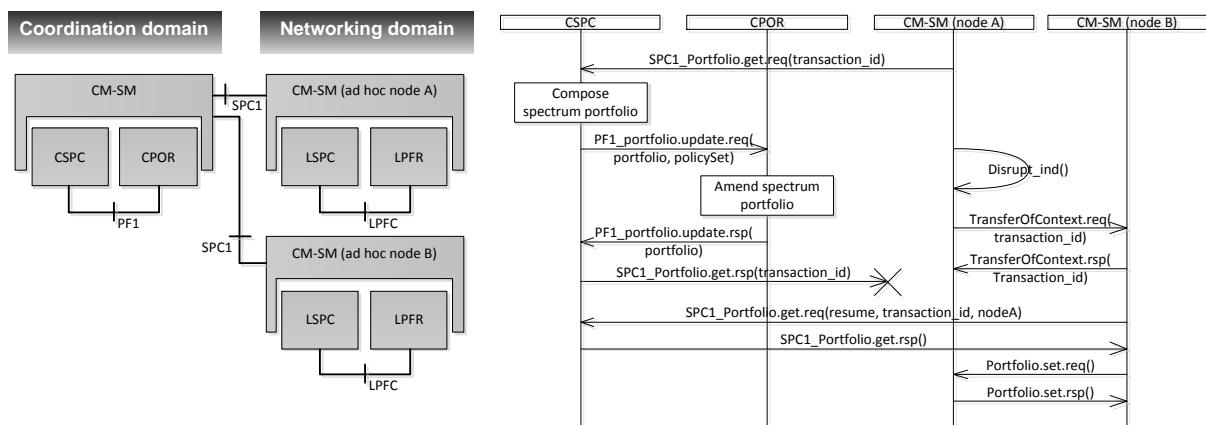 Coordination domain
Networking domain
CM-SM
SPC1
CM-SM (ad hoc node A)
CSPC
CPOR
LSPC
LPFR
PF1
LPFC
SPC1
CM-SM (ad hoc node B)
LSPC
LPFR
LPFC
CSPC
CPOR
CM-SM (node A)
CM-SM (node B)
SPC1_Portfolio.get.req(transaction_id)
Compose
spectrum portfolio
PF1_portfolio.update.req(
portfolio, policySet)
Disrupt_ind()
Amend spectrum
portfolio
TransferOfContext.req(
transaction_id)
PF1_portfolio.update.rsp(
portfolio)
TransferOfContext.rsp(
Transaction_id)
SPC1_Portfolio.get.rsp(transaction_id)
SPC1_Portfolio.get.req(resume, transaction_id, nodeA)
SPC1_Portfolio.get.rsp()
Portfolio.set.req()
Portfolio.set.rsp()